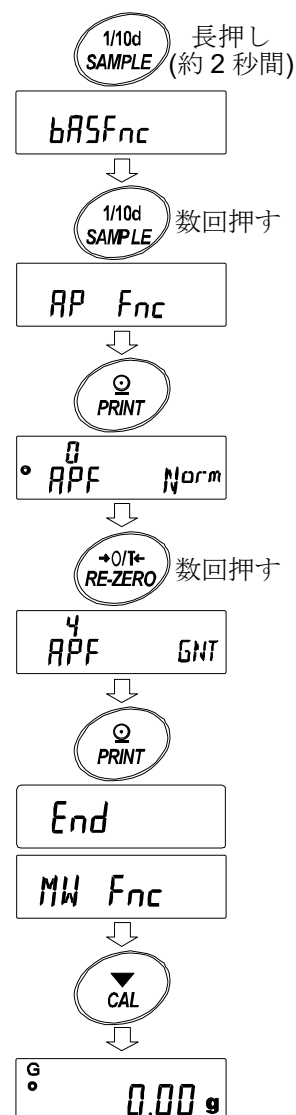 1/10d 長押し
SAMPLE (約2秒間)
bASFnc
1/10d
SAMPLE 数回押す
AP Fnc
PRINT
0
APF Norm
→O/T←
RE-ZERO 数回押す
4
APF GNT
PRINT
End
MW Fnc
CAL
G
0.00 g